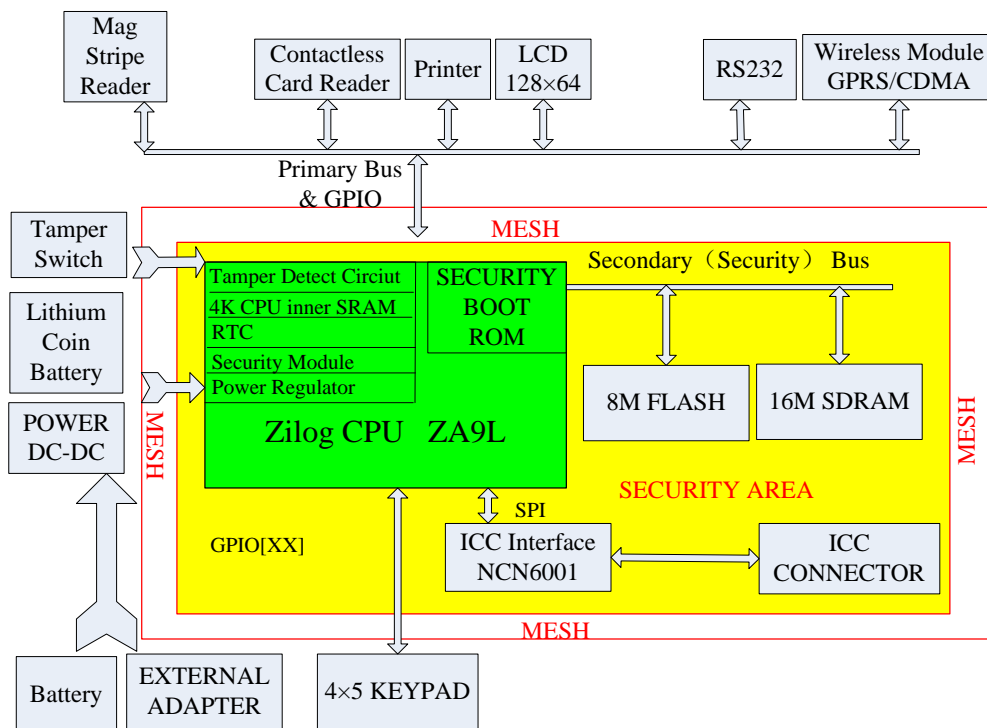 Mag
Stripe
Reader
Contactless
Card Reader
Printer
LCD
128×64
RS232
Wireless Module
GPRS/CDMA
Primary Bus
& GPIO
Tamper
Switch
MESH
Lithium
Coin
Battery
POWER
DC-DC
MESH
Tamper Detect Circiut
4K CPU inner SRAM
RTC
Security Module
Power Regulator
SECURITY
BOOT
ROM
Zilog CPU ZA9L
Secondary（Security） Bus
8M FLASH
16M SDRAM
MESH
SECURITY AREA
SPI
GPIO[XX]
ICC Interface
NCN6001
ICC
CONNECTOR
MESH
Battery
EXTERNAL
ADAPTER
4×5 KEYPAD